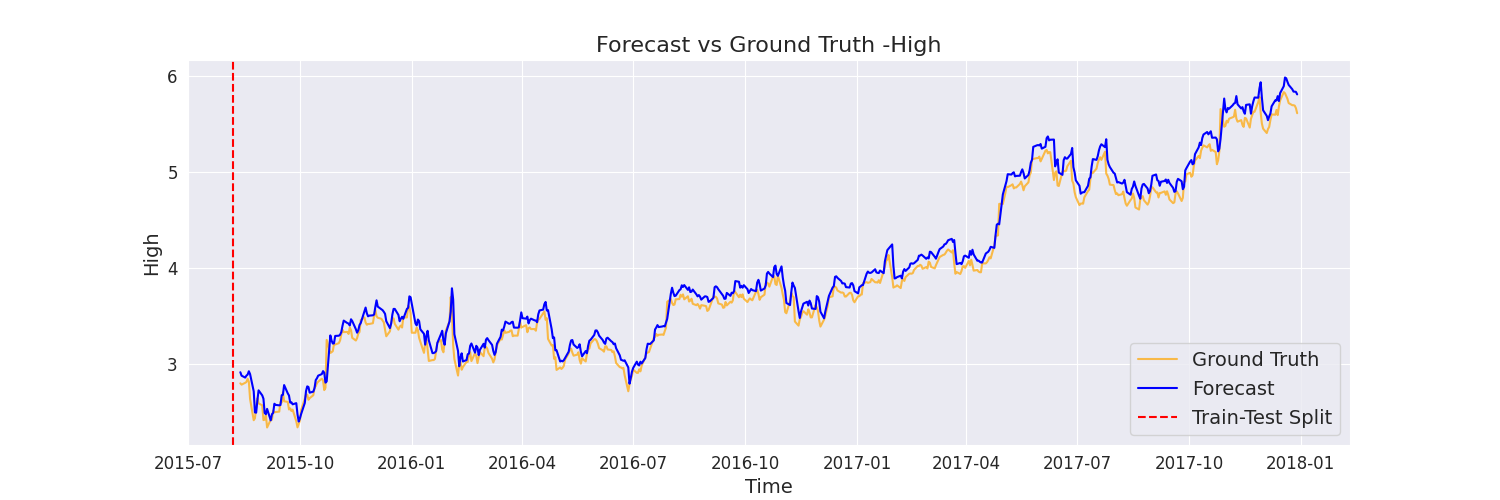 Forecast vs Ground Truth -High
6
5
4
3
High
Ground Truth
Forecast
Train-Test Split
2015-07 2015-10 2016-01 2016-04 2016-07 2016-10 2017-01 2017-04 2017-07 2017-10 2018-01
Time